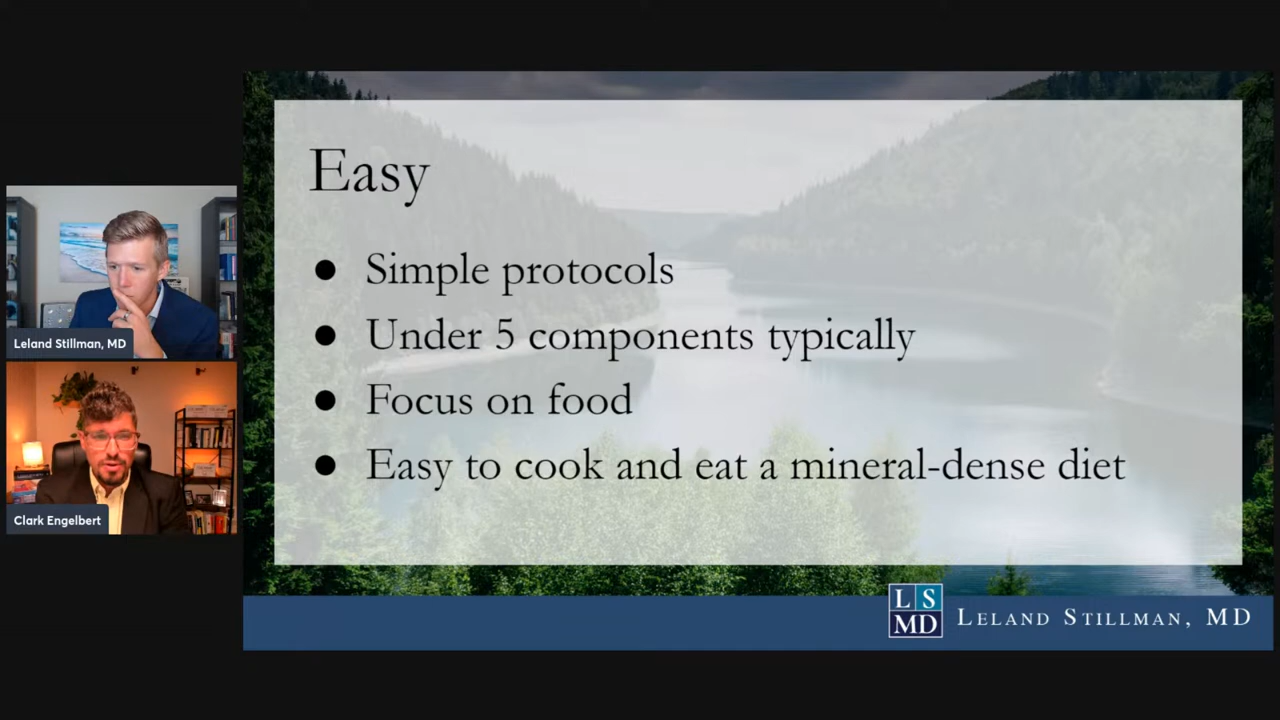 Easy
● Simple protocols
● Under 5 components typically
● Focus on food
● Easy to cook and eat a mineral-dense diet
Leland Stillman, MD
Clark Engelbert
L S
MD
LELAND STILLMAN, MD